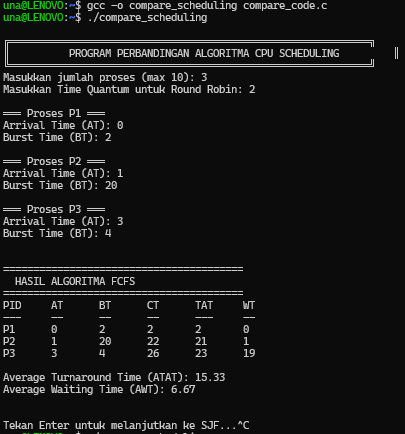 una@LENOVO:~$ gcc -o compare_scheduling compare_code.c
una@LENOVO:~$ ./compare_scheduling
PROGRAM PERBANDINGAN ALGORITMA CPU SCHEDULING
Masukkan jumlah proses (max 10): 3
Masukkan Time Quantum untuk Round Robin: 2
=== Proses P1 ===
Arrival Time (AT): 0
Burst Time (BT): 2
=== Proses P2 ===
Arrival Time (AT): 1
Burst Time (BT): 20
=== Proses P3 ===
Arrival Time (AT): 3
Burst Time (BT): 4
========================================
HASIL ALGORITMA FCFS
========================================
PID AT BT CT TAT WT
--- -- -- -- --- --
P1 0 2 2 2 0
P2 1 20 22 21 1
P3 3 4 26 23 19
Average Turnaround Time (ATAT): 15.33
Average Waiting Time (AWT): 6.67
Tekan Enter untuk melanjutkan ke SJF...^C